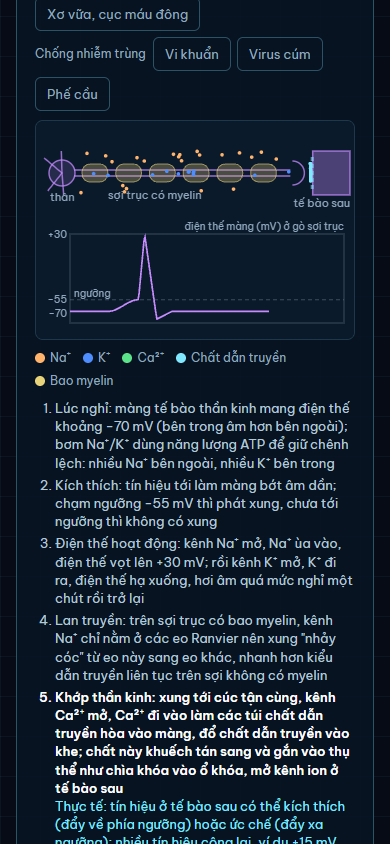 Xơ vữa, cục máu đông
Chống nhiễm trùng
Vi khuẩn
Virus cúm
Phế cầu
thân
sợi trục có myelin
tế bào sau
điện thế màng (mV) ở gò sợi trục
+30
ngưỡng
−55
−70
Na⁺
K⁺
Ca²⁺
Chất dẫn truyền
Bao myelin
1. Lúc nghỉ: màng tế bào thần kinh mang điện thế
khoảng −70 mV (bên trong âm hơn bên ngoài);
bơm Na⁺/K⁺ dùng năng lượng ATP để giữ chênh
lệch: nhiều Na⁺ bên ngoài, nhiều K⁺ bên trong
2. Kích thích: tín hiệu tới làm màng bớt âm dần;
chạm ngưỡng −55 mV thì phát xung, chưa tới
ngưỡng thì không có xung
3. Điện thế hoạt động: kênh Na⁺ mở, Na⁺ ùa vào,
điện thế vọt lên +30 mV; rồi kênh K⁺ mở, K⁺ đi
ra, điện thế hạ xuống, hơi âm quá mức nghỉ một
chút rồi trở lại
4. Lan truyền: trên sợi trục có bao myelin, kênh
Na⁺ chỉ nằm ở các eo Ranvier nên xung "nhảy
cóc" từ eo này sang eo khác, nhanh hơn kiểu
dẫn truyền liên tục trên sợi không có myelin
5. Khớp thần kinh: xung tới cúc tận cùng, kênh
Ca²⁺ mở, Ca²⁺ đi vào làm các túi chất dẫn
truyền hòa vào màng, đổ chất dẫn truyền vào
khe; chất này khuếch tán sang và gắn vào thụ
thể như chìa khóa vào ổ khóa, mở kênh ion ở
tế bào sau
Thực tế: tín hiệu ở tế bào sau có thể kích thích
(đẩy về phía ngưỡng) hoặc ức chế (đẩy xa
ngưỡng); nhiều tín hiệu cộng lại, ví dụ +15 mV